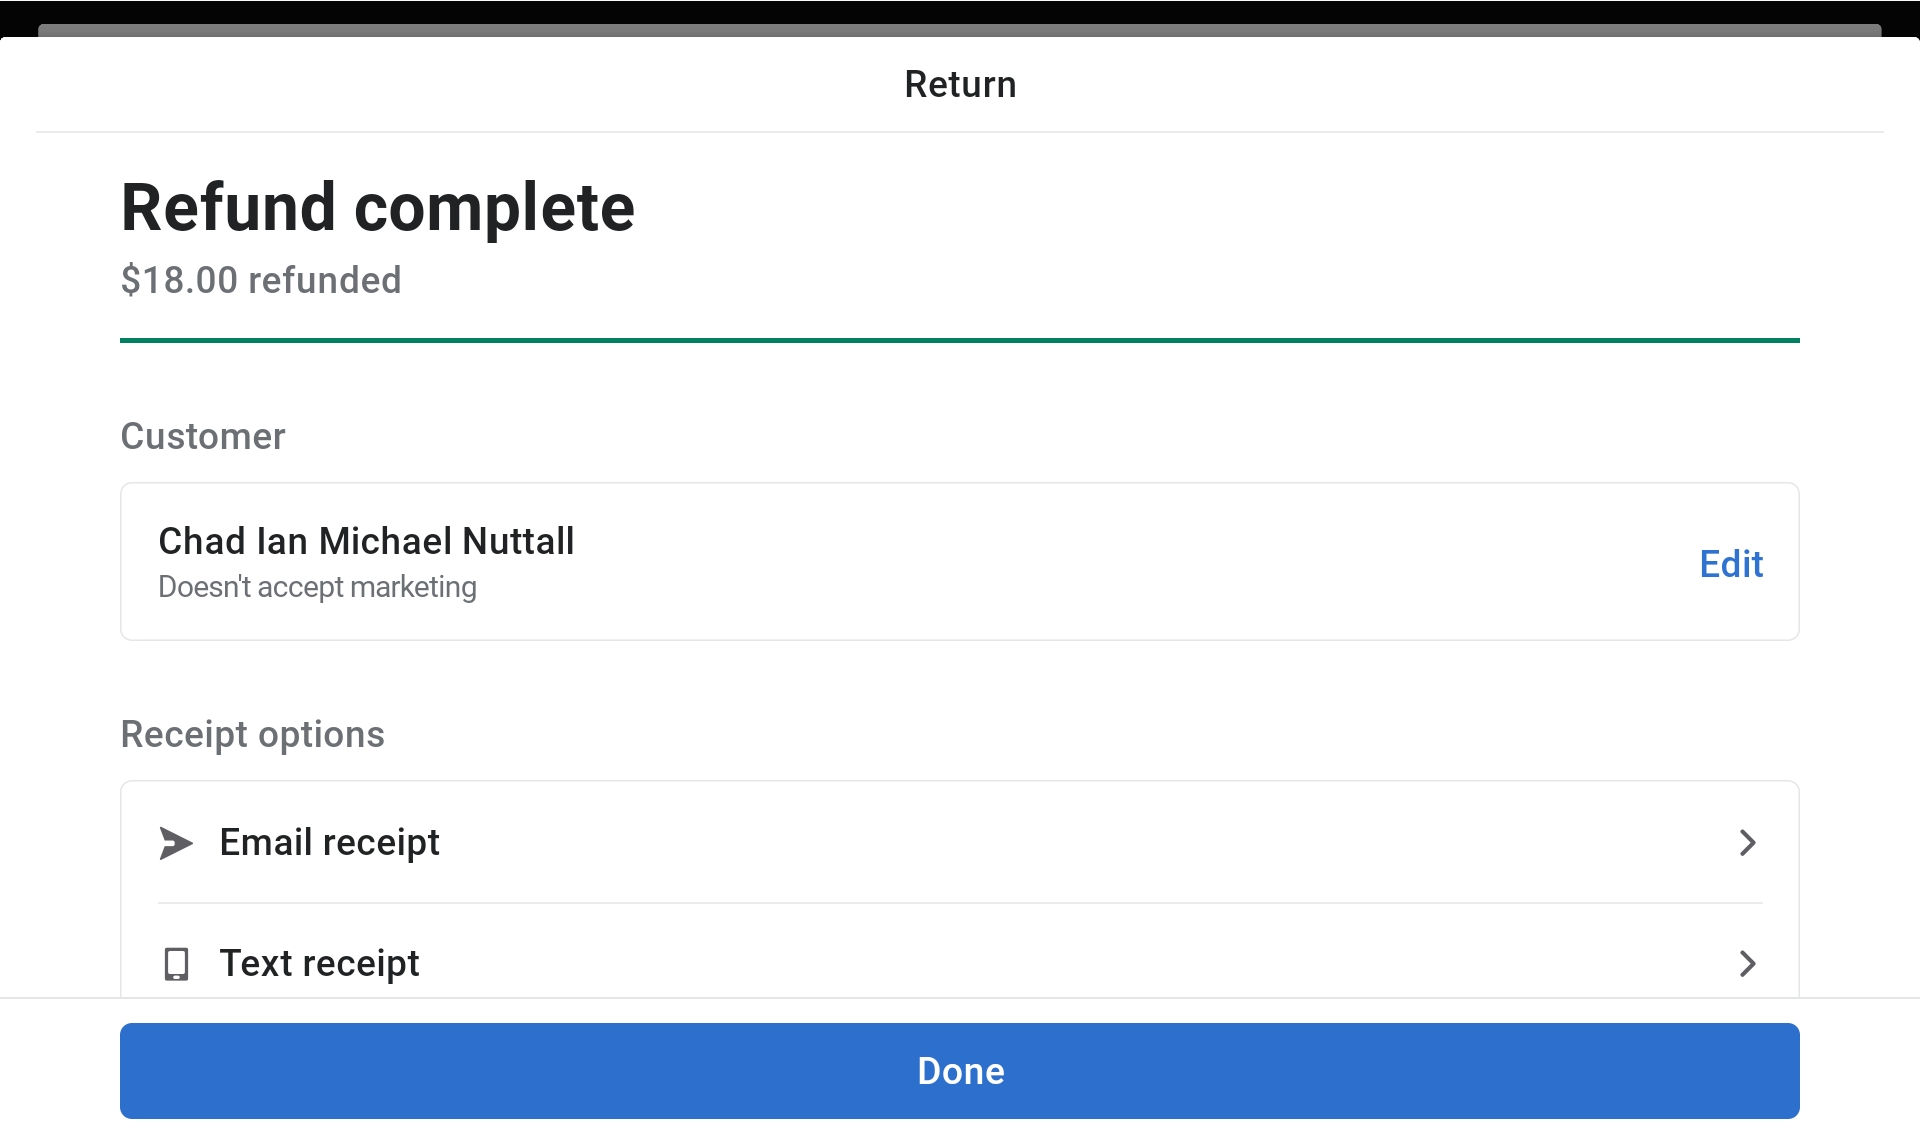 Return
Refund complete
$18.00 refunded
Customer
Chad Ian Michael Nuttall
Doesn't accept marketing
Edit
Receipt options
Email receipt
Text receipt
Done